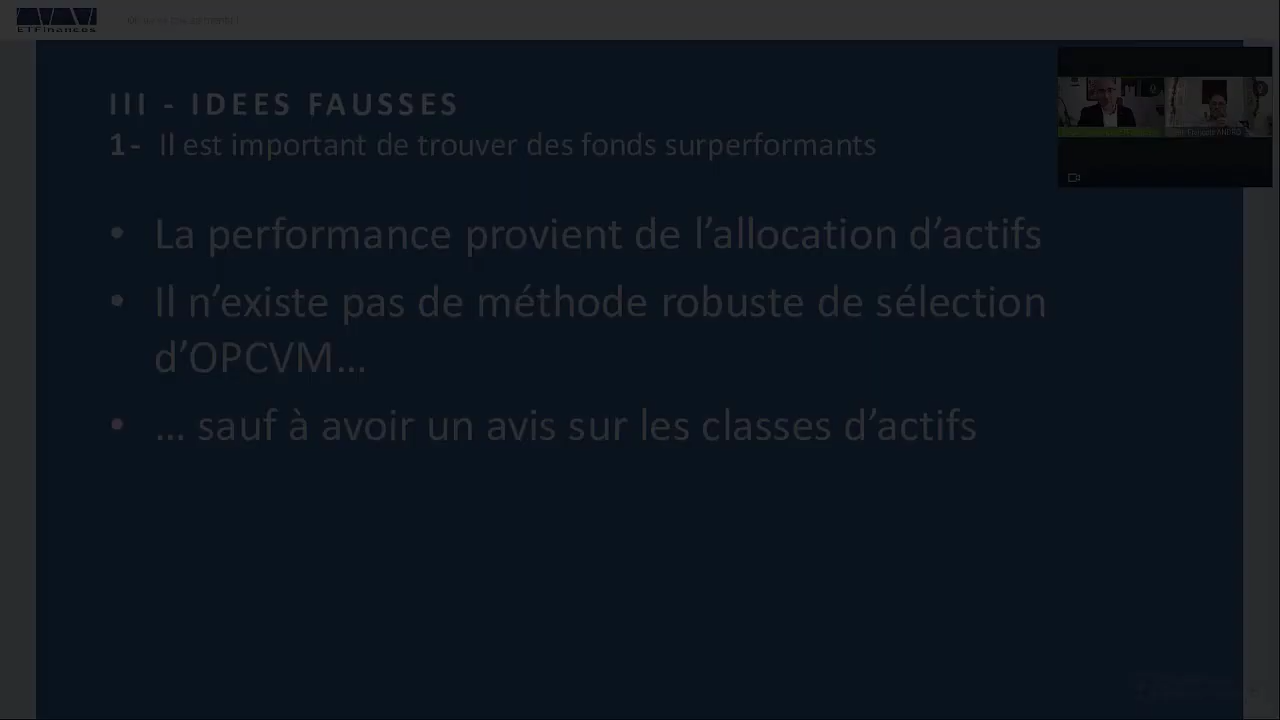 ETFinances
III - IDEES FAUSSES
1- Il est important de trouver des fonds surperformants
• La performance provient de l’allocation d’actifs
• Il n’existe pas de méthode robuste de sélection
d’OPCVM…
• … sauf à avoir un avis sur les classes d’actifs